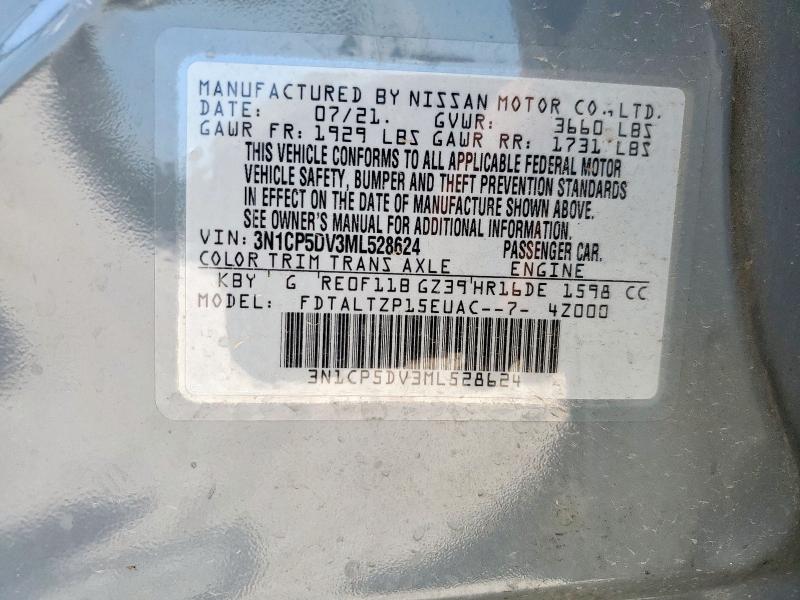 MANUFACTURED BY NISSAN MOTOR CO., LTD.
DATE: 07/21. GVWR: 3660 LBS
GAWR FR: 1929 LBS GAWR RR: 1731 LBS
THIS VEHICLE CONFORMS TO ALL APPLICABLE FEDERAL MOTOR
VEHICLE SAFETY, BUMPER AND THEFT PREVENTION STANDARDS
IN EFFECT ON THE DATE OF MANUFACTURE SHOWN ABOVE.
SEE OWNER'S MANUAL FOR ADDITIONAL INFORMATION.
VIN: 3N1CP5DV3ML528624 PASSENGER CAR.
COLOR TRIM TRANS AXLE ENGINE
KBY G RE0F11B GZ39 HR16DE 1598 CC
MODEL: FDTALTZP15EUAC--7- 4Z000
3N1CP5DV3ML528624